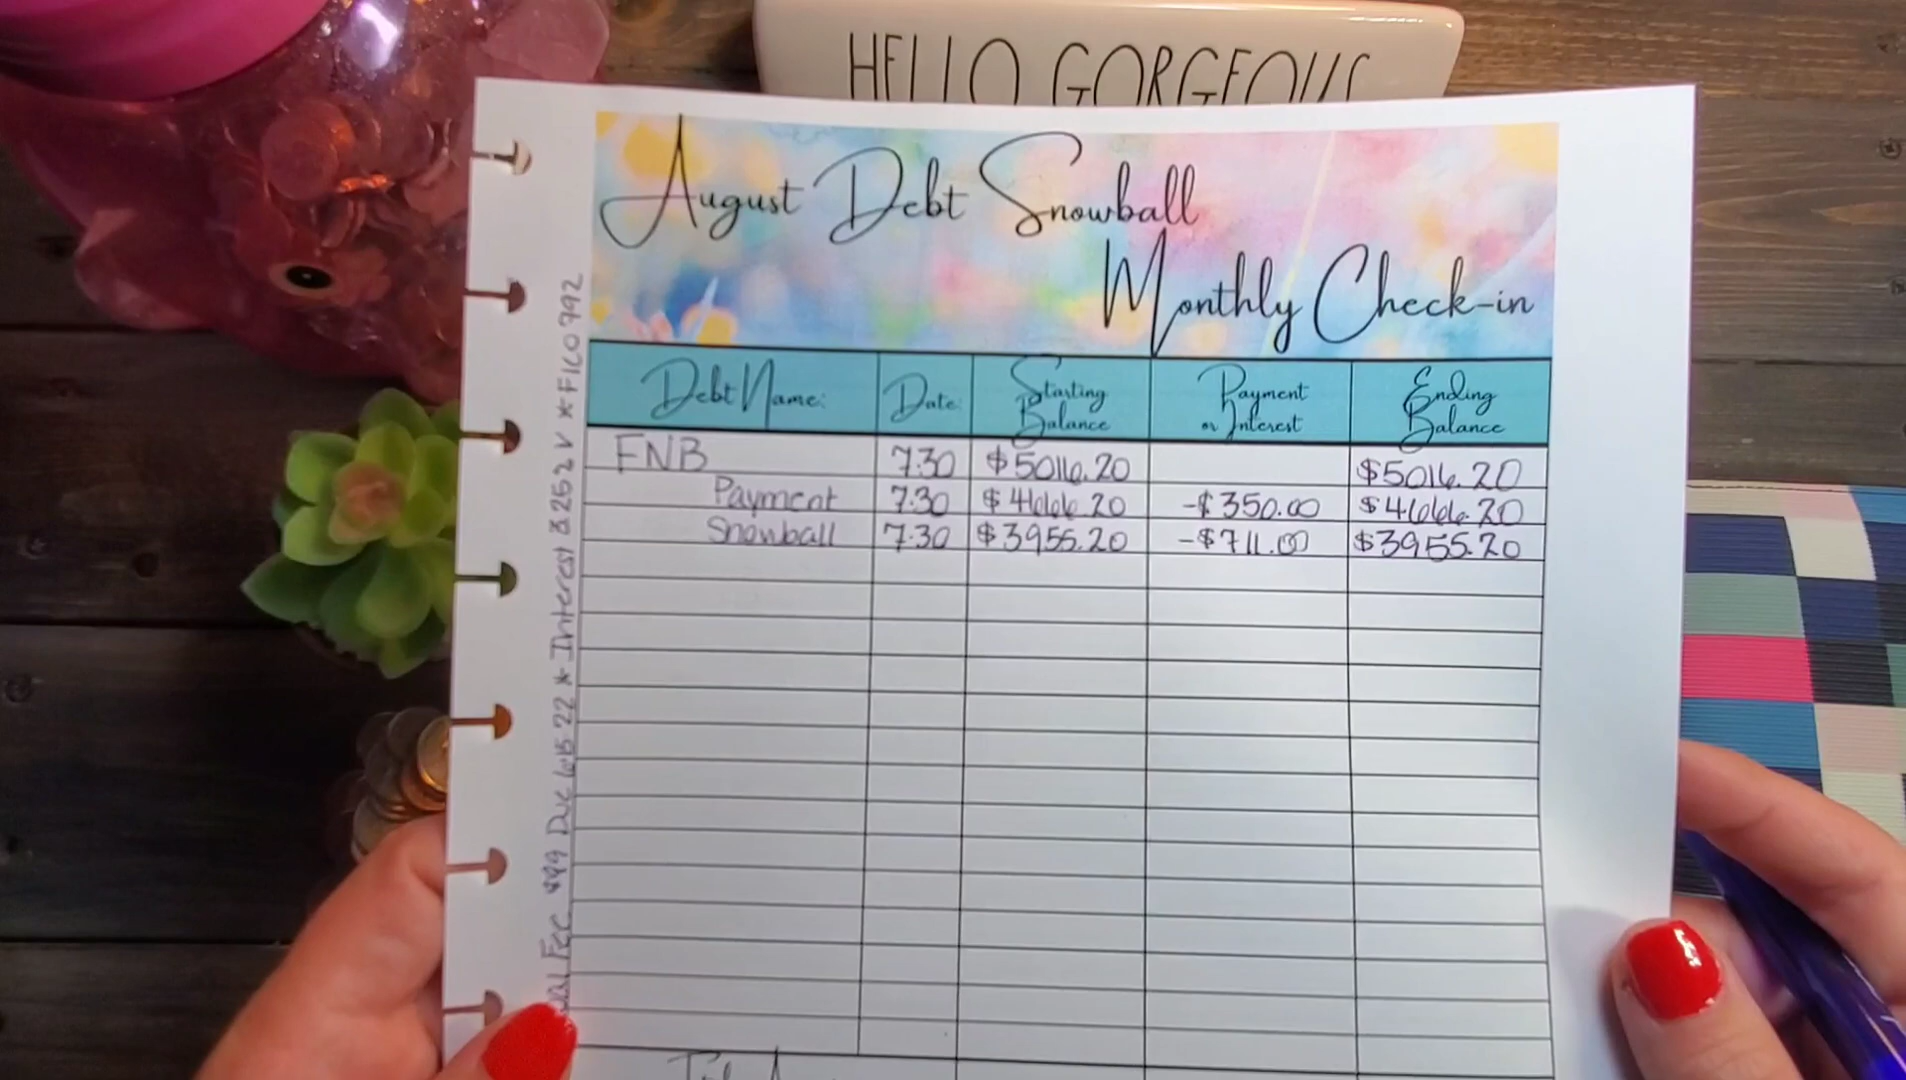 HELLO GORGEOUS
August Debt Snowball
Monthly Check-in
Debt Name: Date: Starting Balance Payment or Interest Ending Balance
FNB 7.30 $5016.20 $5016.20
Payment 7.30 $4666.20 -$350.00 $4666.20
Snowball 7.30 $3955.20 -$711.00 $3955.20
Fee $99 Due 6.15.22 * Interest * FICO 792